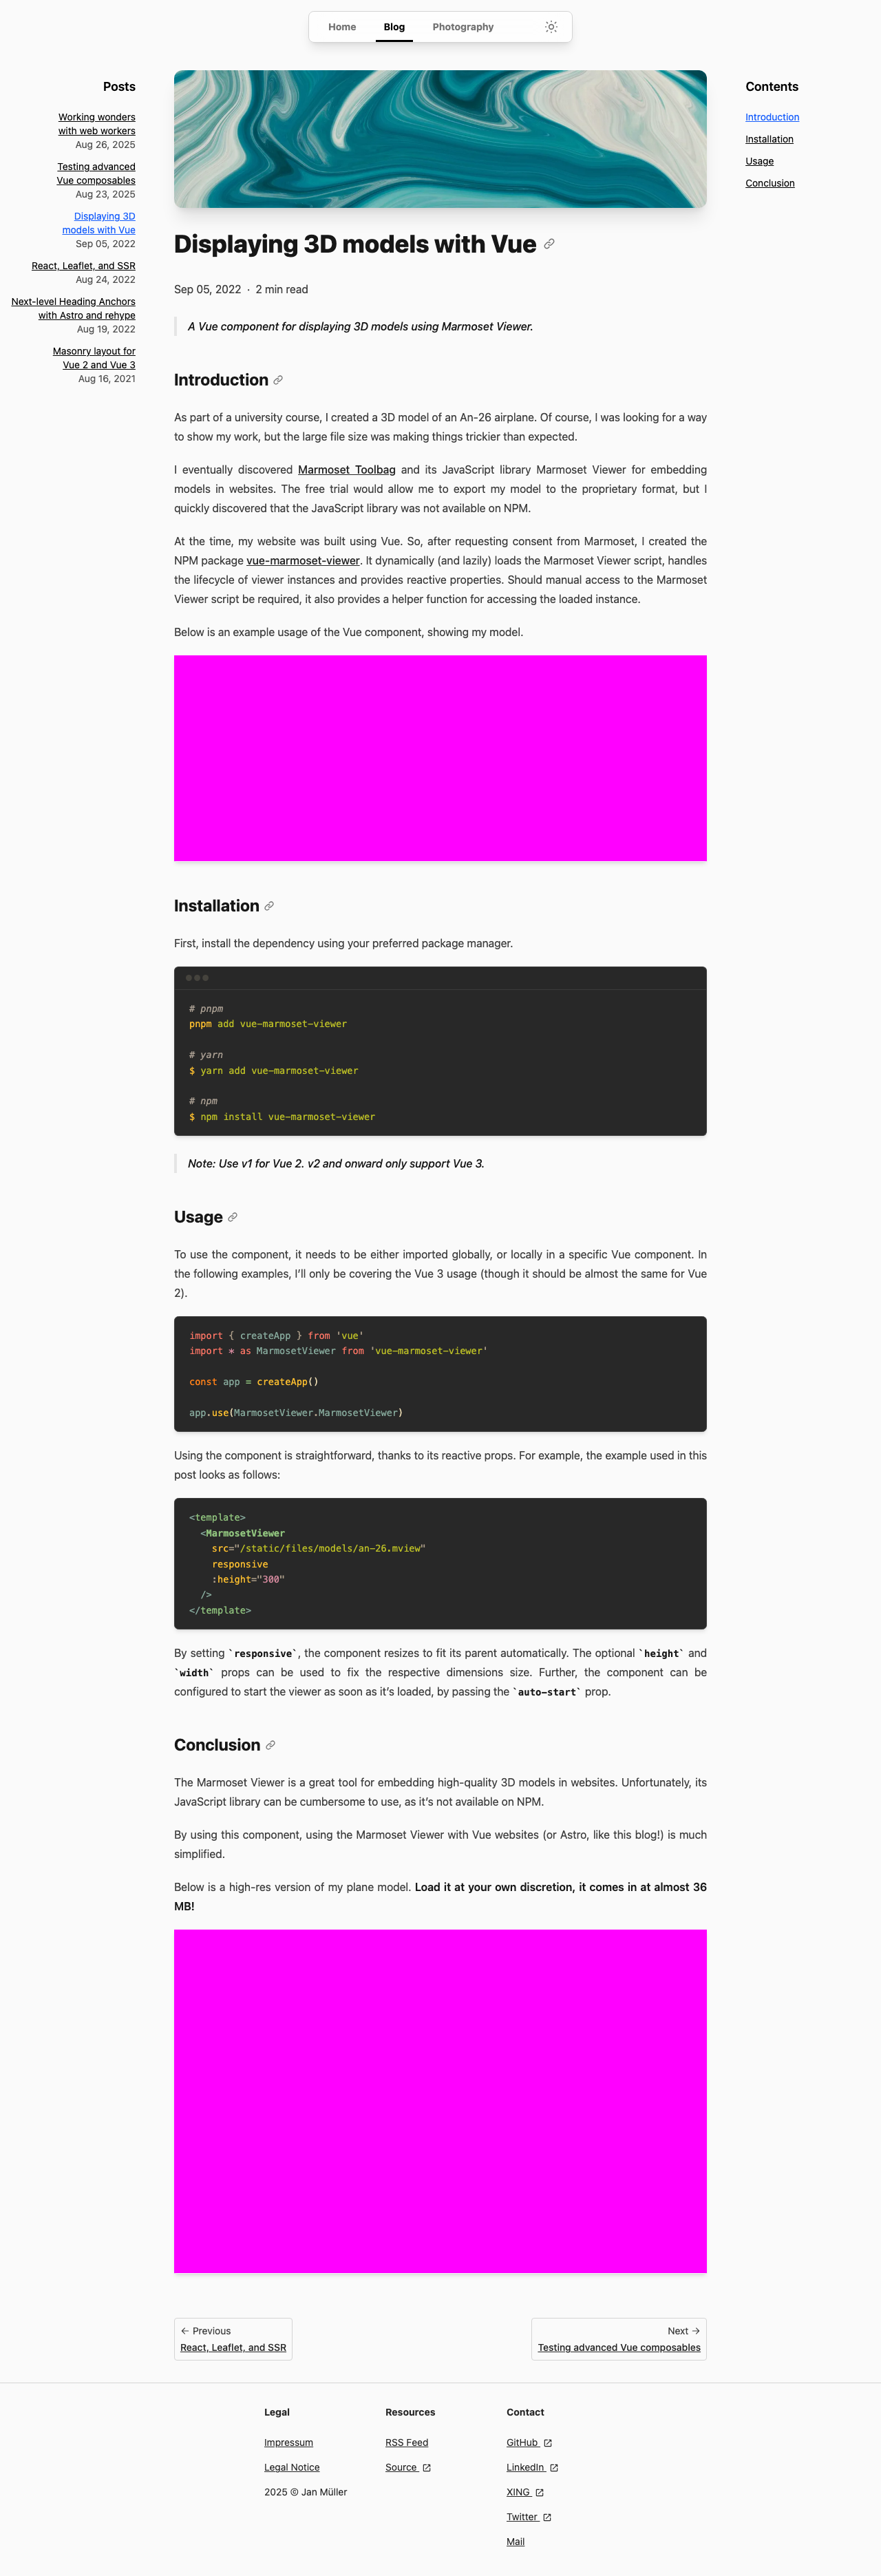 Home Blog Photography
Posts
Working wonders
with web workers
Aug 26, 2025
Testing advanced
Vue composables
Aug 23, 2025
Displaying 3D
models with Vue
Sep 05, 2022
React, Leaflet, and SSR
Aug 24, 2022
Next-level Heading Anchors
with Astro and rehype
Aug 19, 2022
Masonry layout for
Vue 2 and Vue 3
Aug 16, 2021
Contents
Introduction
Installation
Usage
Conclusion
Displaying 3D models with Vue
Sep 05, 2022 · 2 min read
A Vue component for displaying 3D models using Marmoset Viewer.
Introduction
As part of a university course, I created a 3D model of an An-26 airplane. Of course, I was looking for a way
to show my work, but the large file size was making things trickier than expected.
I eventually discovered Marmoset Toolbag and its JavaScript library Marmoset Viewer for embedding
models in websites. The free trial would allow me to export my model to the proprietary format, but I
quickly discovered that the JavaScript library was not available on NPM.
At the time, my website was built using Vue. So, after requesting consent from Marmoset, I created the
NPM package vue-marmoset-viewer. It dynamically (and lazily) loads the Marmoset Viewer script, handles
the lifecycle of viewer instances and provides reactive properties. Should manual access to the Marmoset
Viewer script be required, it also provides a helper function for accessing the loaded instance.
Below is an example usage of the Vue component, showing my model.
Installation
First, install the dependency using your preferred package manager.
# pnpm
pnpm add vue-marmoset-viewer
# yarn
$ yarn add vue-marmoset-viewer
# npm
$ npm install vue-marmoset-viewer
Note: Use v1 for Vue 2. v2 and onward only support Vue 3.
Usage
To use the component, it needs to be either imported globally, or locally in a specific Vue component. In
the following examples, I’ll only be covering the Vue 3 usage (though it should be almost the same for Vue
2).
import { createApp } from 'vue'
import * as MarmosetViewer from 'vue-marmoset-viewer'
const app = createApp()
app.use(MarmosetViewer.MarmosetViewer)
Using the component is straightforward, thanks to its reactive props. For example, the example used in this
post looks as follows:
<template>
<MarmosetViewer
src="/static/files/models/an-26.mview"
responsive
:height="300"
/>
</template>
By setting `responsive`, the component resizes to fit its parent automatically. The optional `height` and
`width` props can be used to fix the respective dimensions size. Further, the component can be
configured to start the viewer as soon as it’s loaded, by passing the `auto-start` prop.
Conclusion
The Marmoset Viewer is a great tool for embedding high-quality 3D models in websites. Unfortunately, its
JavaScript library can be cumbersome to use, as it’s not available on NPM.
By using this component, using the Marmoset Viewer with Vue websites (or Astro, like this blog!) is much
simplified.
Below is a high-res version of my plane model. Load it at your own discretion, it comes in at almost 36
MB!
← Previous
React, Leaflet, and SSR
Next →
Testing advanced Vue composables
Legal
Impressum
Legal Notice
2025 © Jan Müller
Resources
RSS Feed
Source
Contact
GitHub
LinkedIn
XING
Twitter
Mail